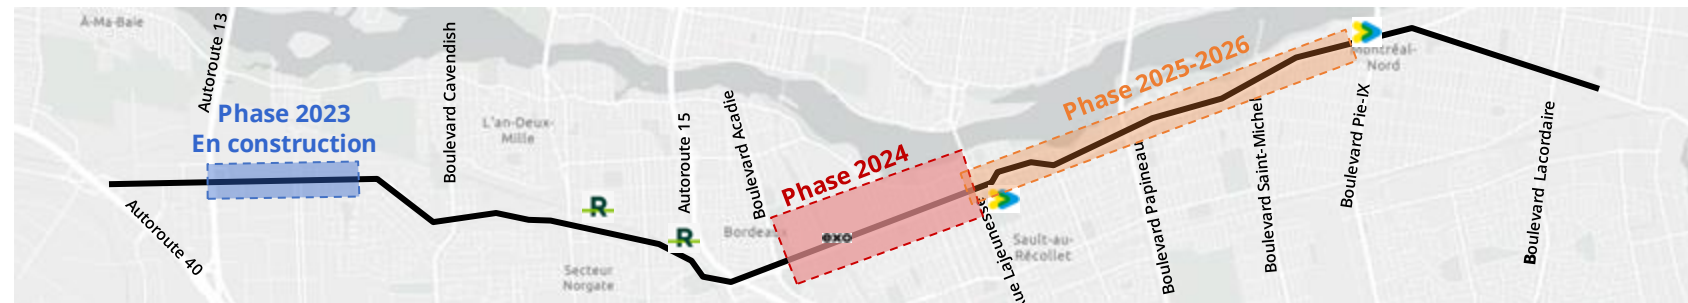 À-Ma-Baie
Autoroute 13
Phase 2023
En construction
Autoroute 40
Boulevard Cavendish
L'an-Deux-
Mille
R
Secteur
Norgate
Autoroute 15
R
Boulevard Acadie
Bordeaux
Phase 2024
exo
ue Lajeunesse
Sault-au-
Récollet
Phase 2025-2026
Boulevard Papineau
Boulevard Saint-Michel
Montréal-
Nord
Boulevard Pie-IX
Boulevard Lacordaire